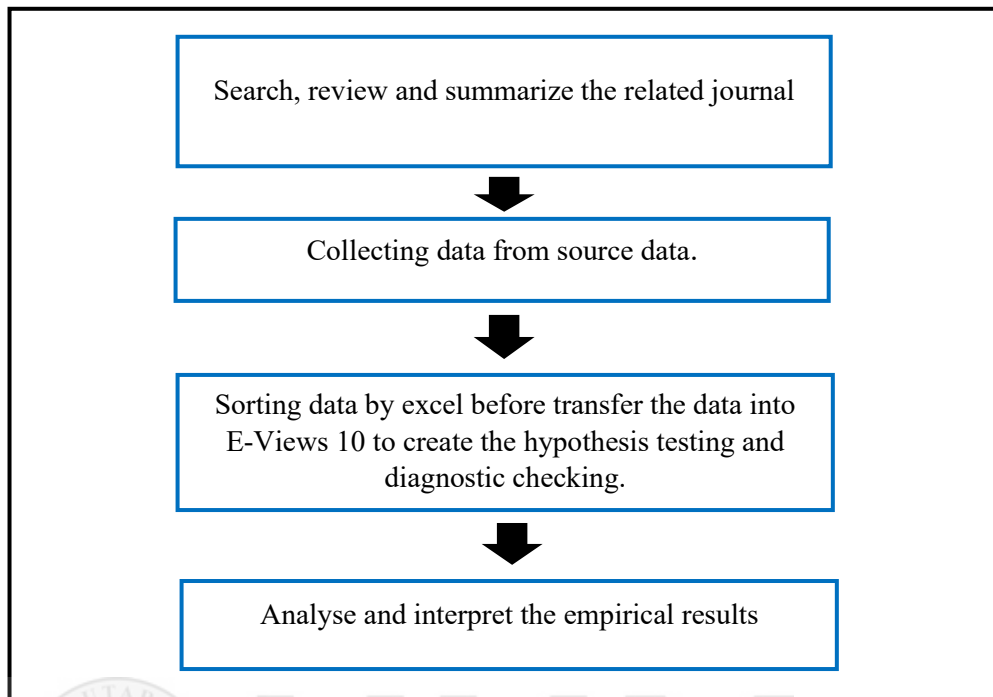 Search, review and summarize the related journal
Collecting data from source data.
Sorting data by excel before transfer the data into
E-Views 10 to create the hypothesis testing and
diagnostic checking.
Analyse and interpret the empirical results